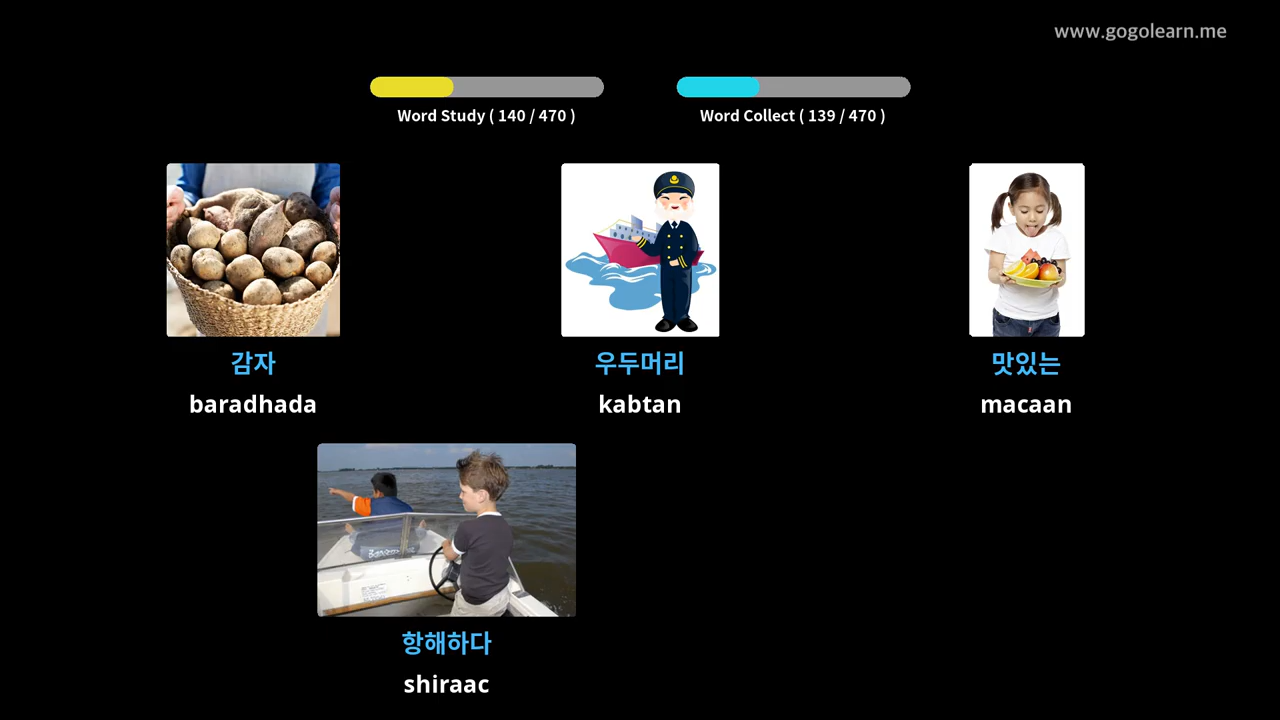 www.gogolearn.me
Word Study ( 140 / 470 )
Word Collect ( 139 / 470 )
감자
baradhada
우두머리
kabtan
맛있는
macaan
항해하다
shiraac